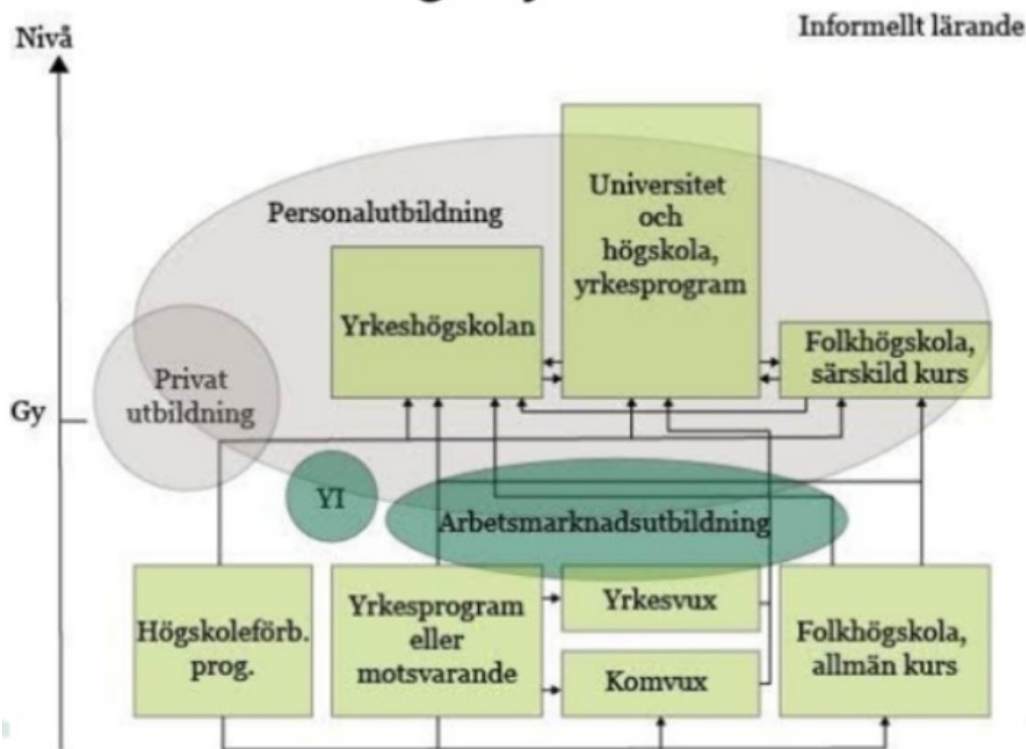 Informellt lärande
Nivå
Universitet
och
högskola,
yrkesprogram
Personalutbildning
Yrkeshögskolan
Folkhögskola,
särskild kurs
Privat
utbildning
Gy
YI
Arbetsmarknadsutbildning
Högskoleförb.
prog.
Yrkesprogram
eller
motsvarande
Yrkesvux
Komvux
Folkhögskola,
allmän kurs